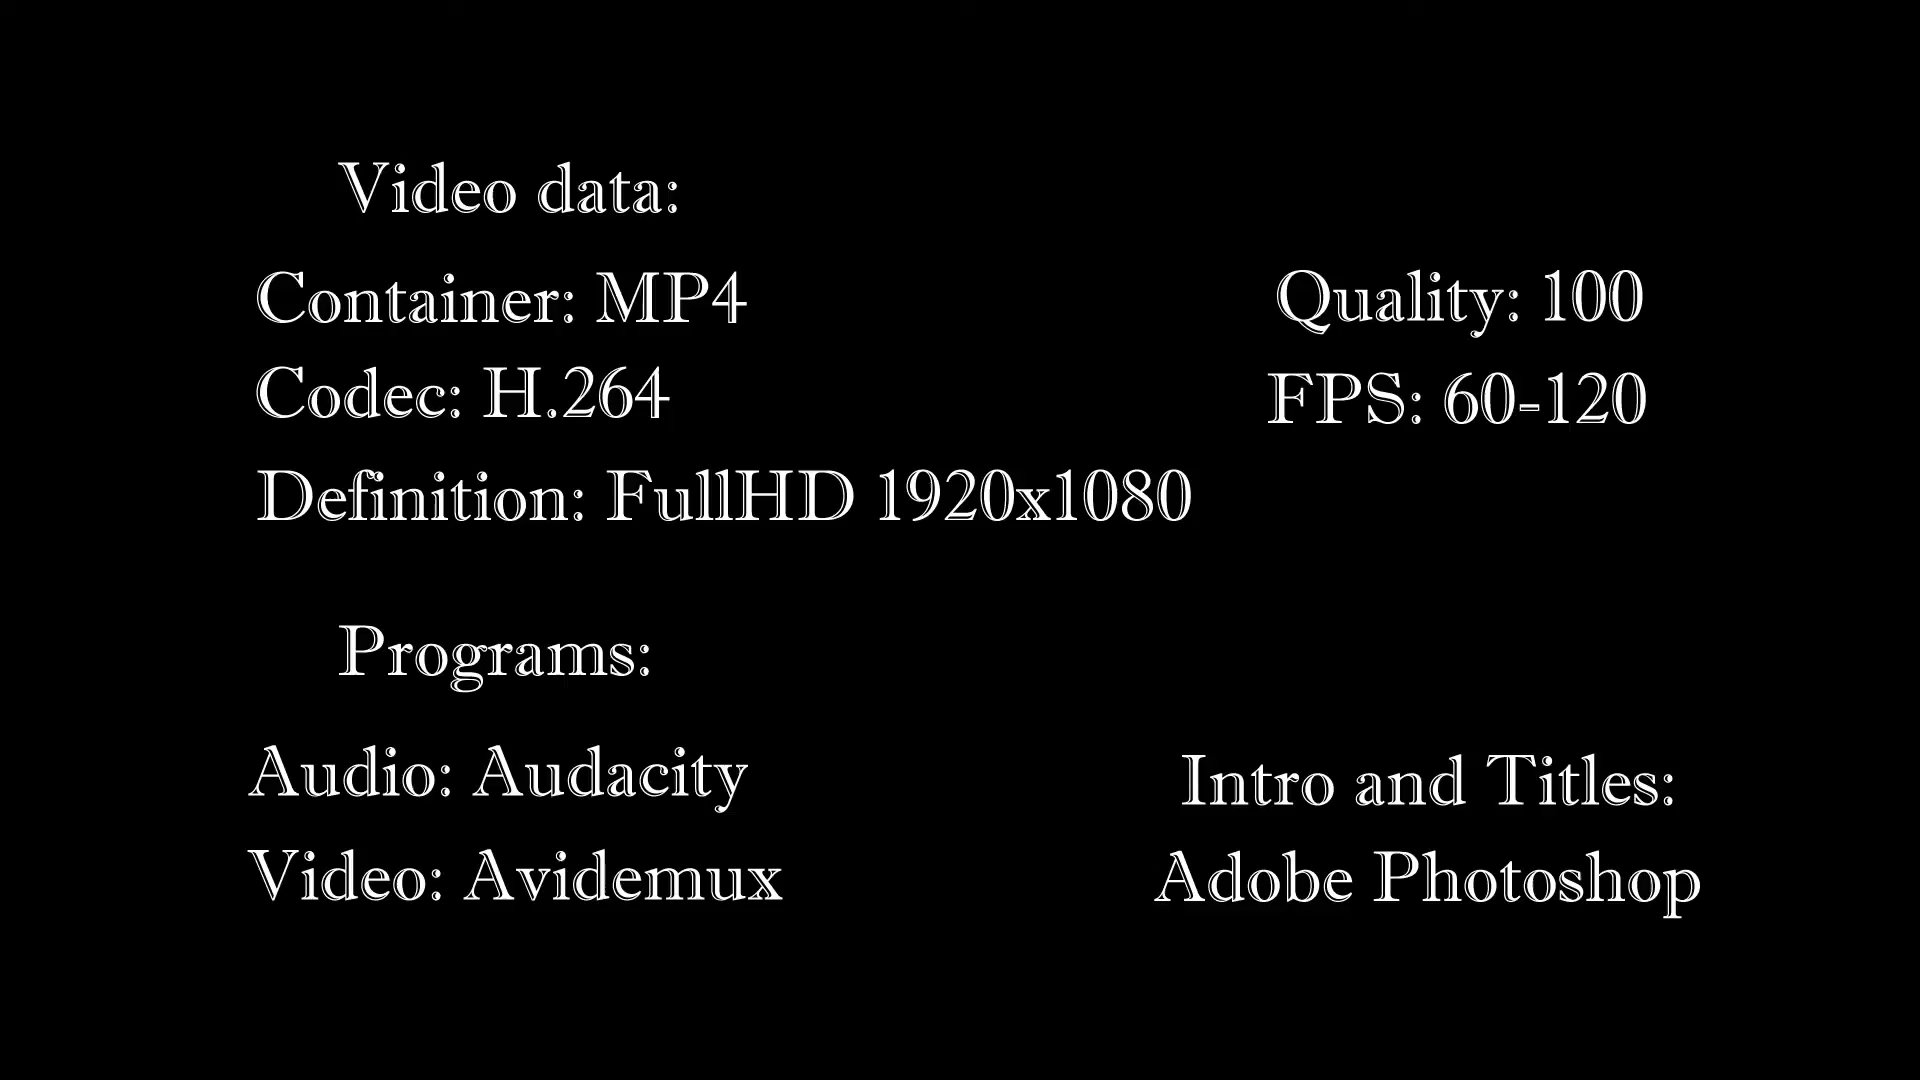 Video data:
Container: MP4
Quality: 100
Codec: H.264
FPS: 60-120
Definition: FullHD 1920x1080
Programs:
Audio: Audacity
Intro and Titles:
Video: Avidemux
Adobe Photoshop